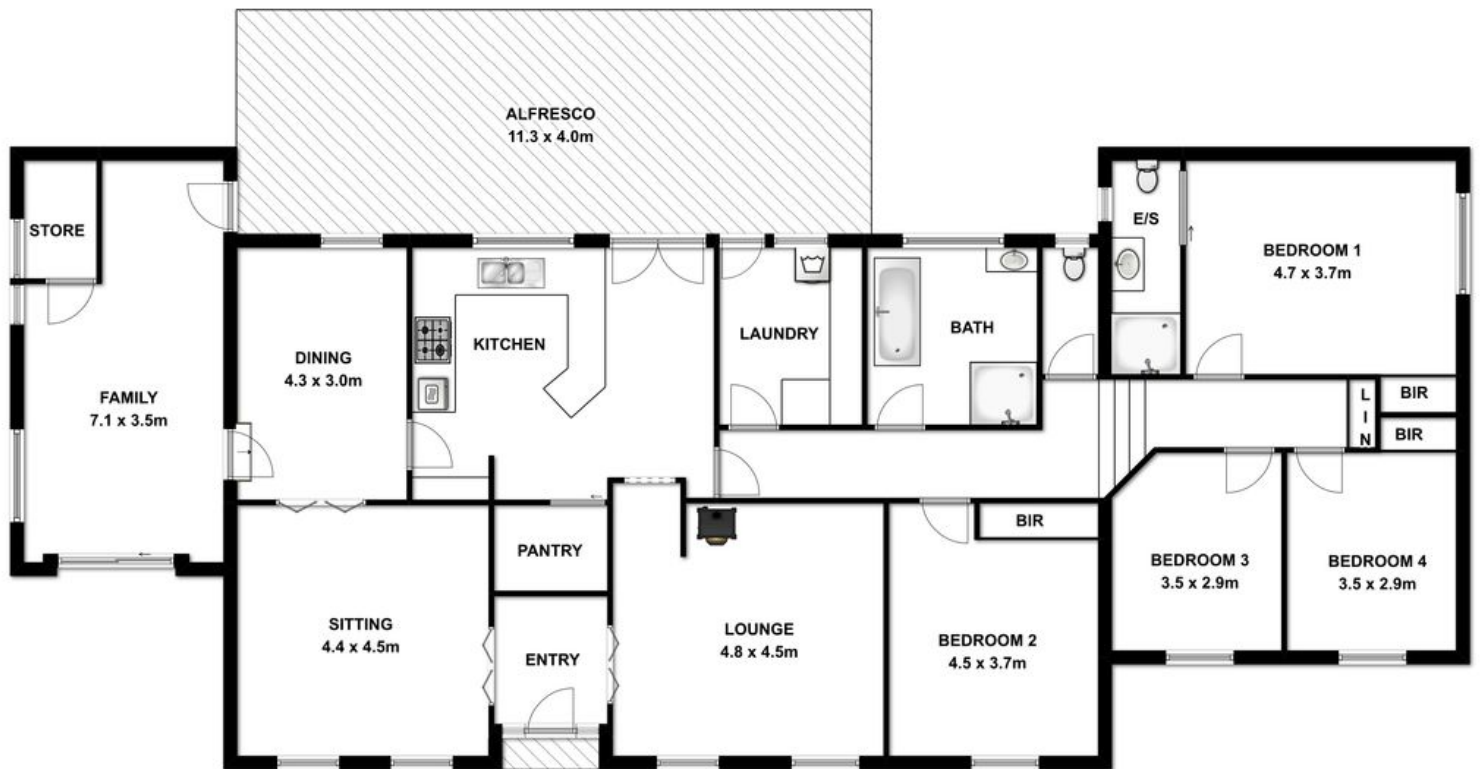 ALFRESCO
11.3 x 4.0m
STORE
E/S
BEDROOM 1
4.7 x 3.7m
KITCHEN
LAUNDRY
BATH
DINING
4.3 x 3.0m
FAMILY
7.1 x 3.5m
L
I
N
BIR
BIR
BIR
PANTRY
BEDROOM 3
3.5 x 2.9m
BEDROOM 4
3.5 x 2.9m
SITTING
4.4 x 4.5m
ENTRY
LOUNGE
4.8 x 4.5m
BEDROOM 2
4.5 x 3.7m